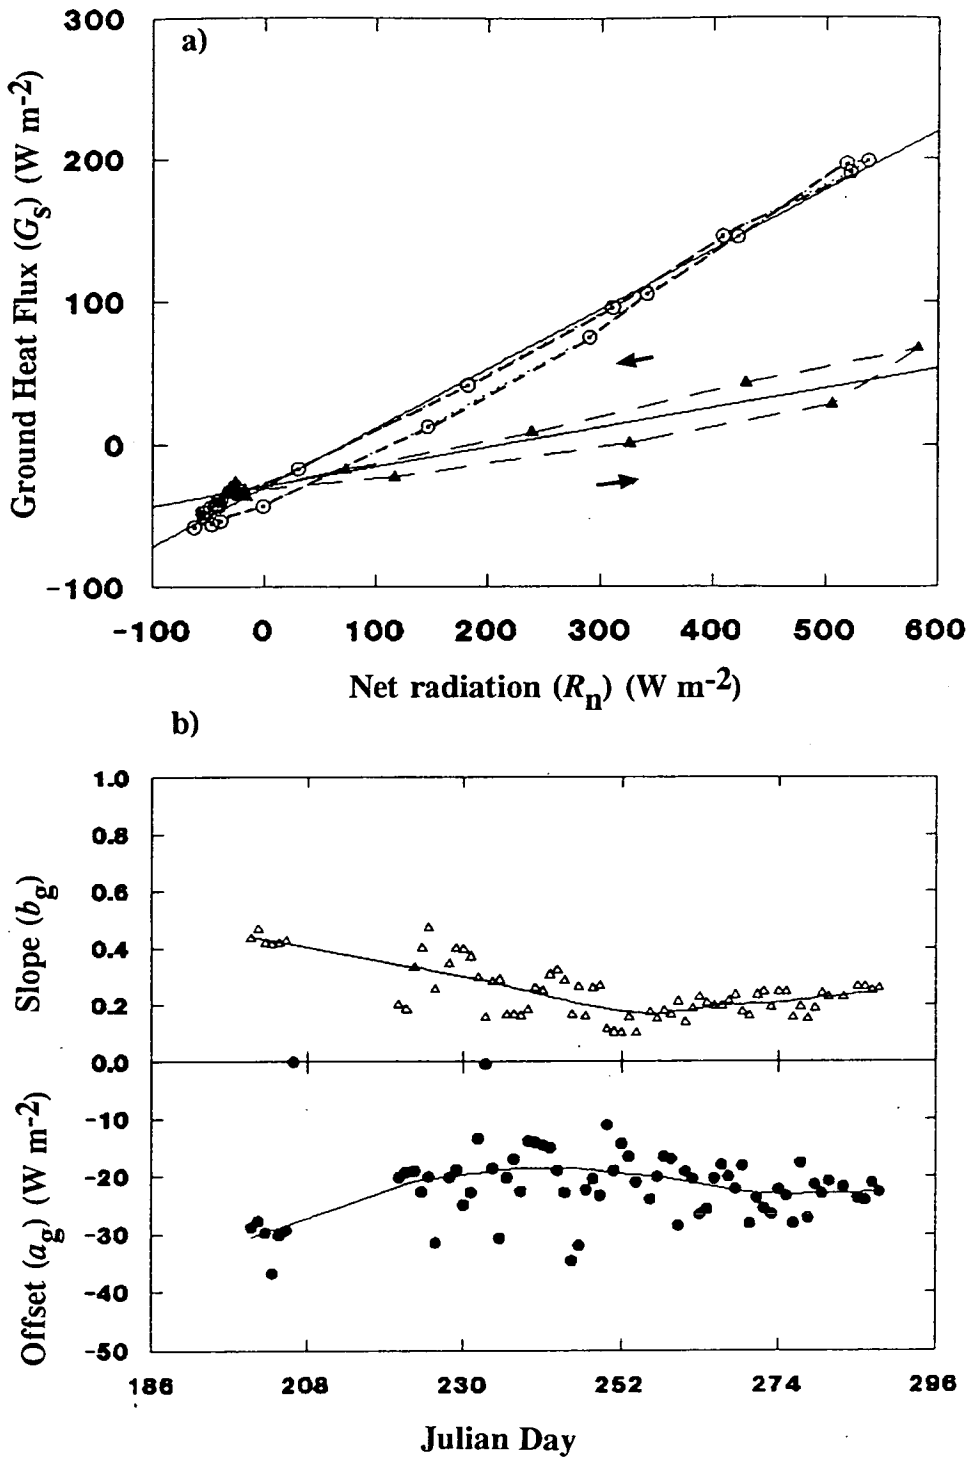 a)
Ground Heat Flux (Gs) (W m-2)
300
200
100
0
-100
-100 0 100 200 300 400 500 600
Net radiation (Rn) (W m-2)
b)
Slope (bg)
1.0
0.8
0.6
0.4
0.2
0.0
Offset (ag) (W m-2)
-10
-20
-30
-40
-50
186 208 230 252 274 296
Julian Day